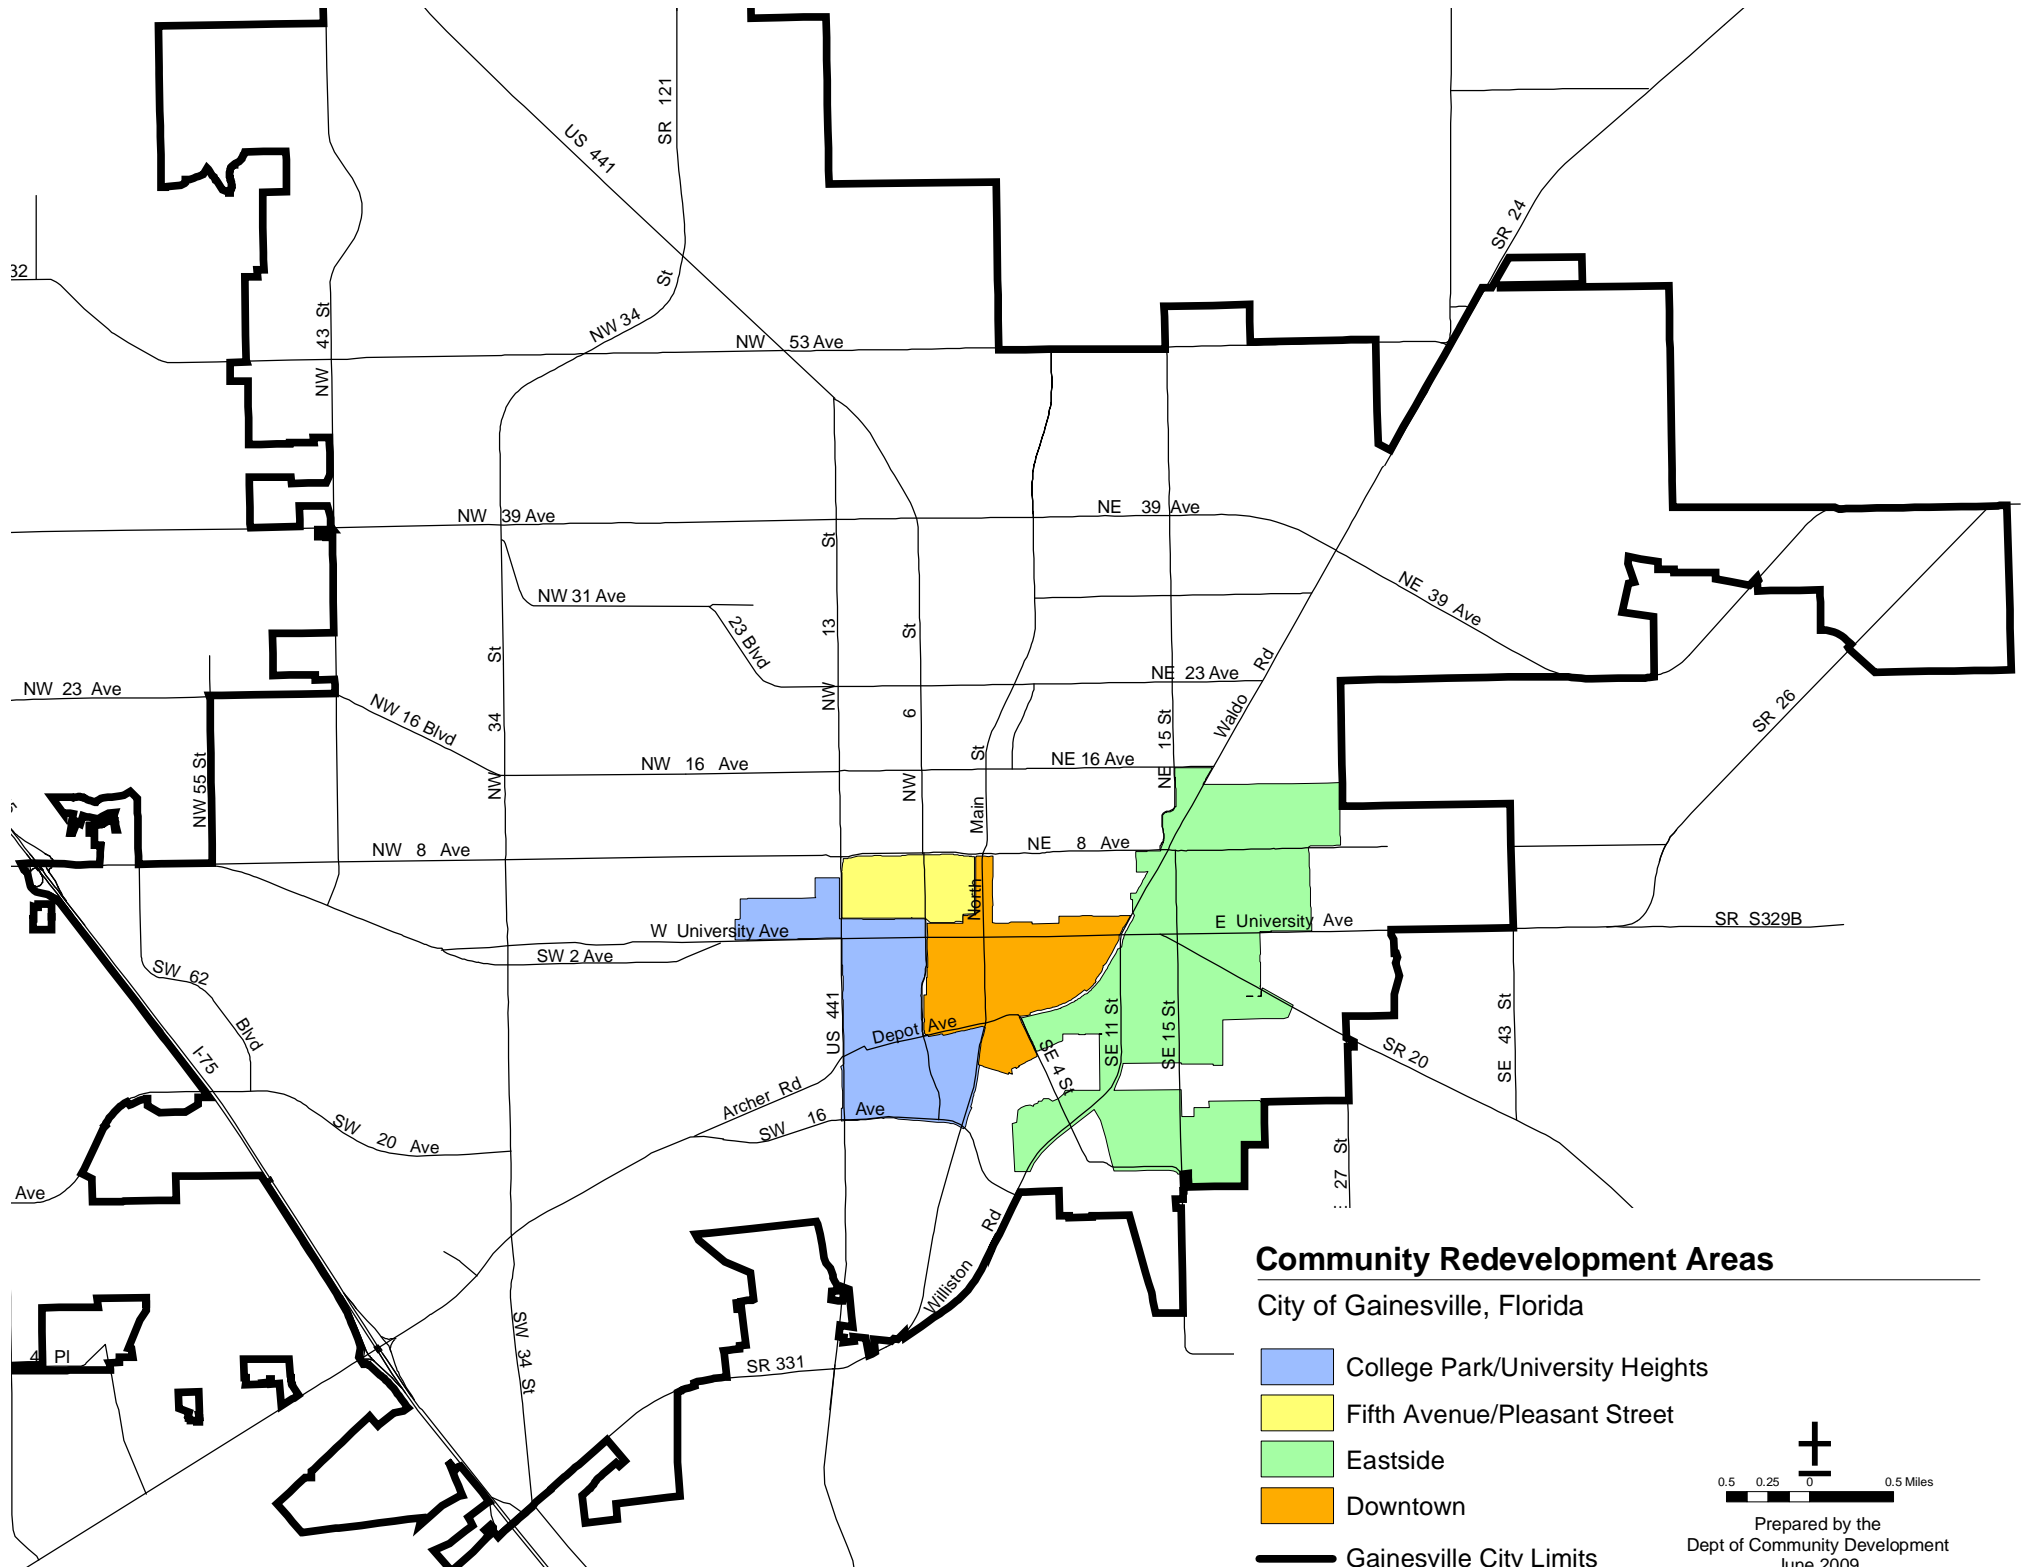 US 441
SR 121
SR 24
32
NW 43 St
NW 34 St
NW 53 Ave
NW 39 Ave
NE 39 Ave
NE 39 Ave
NW 31 Ave
23 Blvd
NW 13 St
NW 6 St
NW 34 St
NE 23 Ave
Waldo Rd
NW 23 Ave
NW 16 Blvd
NW 55 St
NW 16 Ave
NE 16 Ave
NE 15 St
North Main St
SR 26
NW 8 Ave
NE 8 Ave
W University Ave
E University Ave
SR S329B
SW 2 Ave
SW 62 Blvd
I-75
US 441
Depot Ave
SE 4 St
SE 11 St
SE 15 St
SR 20
SE 43 St
Archer Rd
SW 16 Ave
SW 20 Ave
Ave
27 St
Williston Rd
SW 34 St
SR 331
4 Pl
Community Redevelopment Areas
City of Gainesville, Florida
College Park/University Heights
Fifth Avenue/Pleasant Street
Eastside
Downtown
Gainesville City Limits
0.5 0.25 0 0.5 Miles
Prepared by the
Dept of Community Development
June 2009